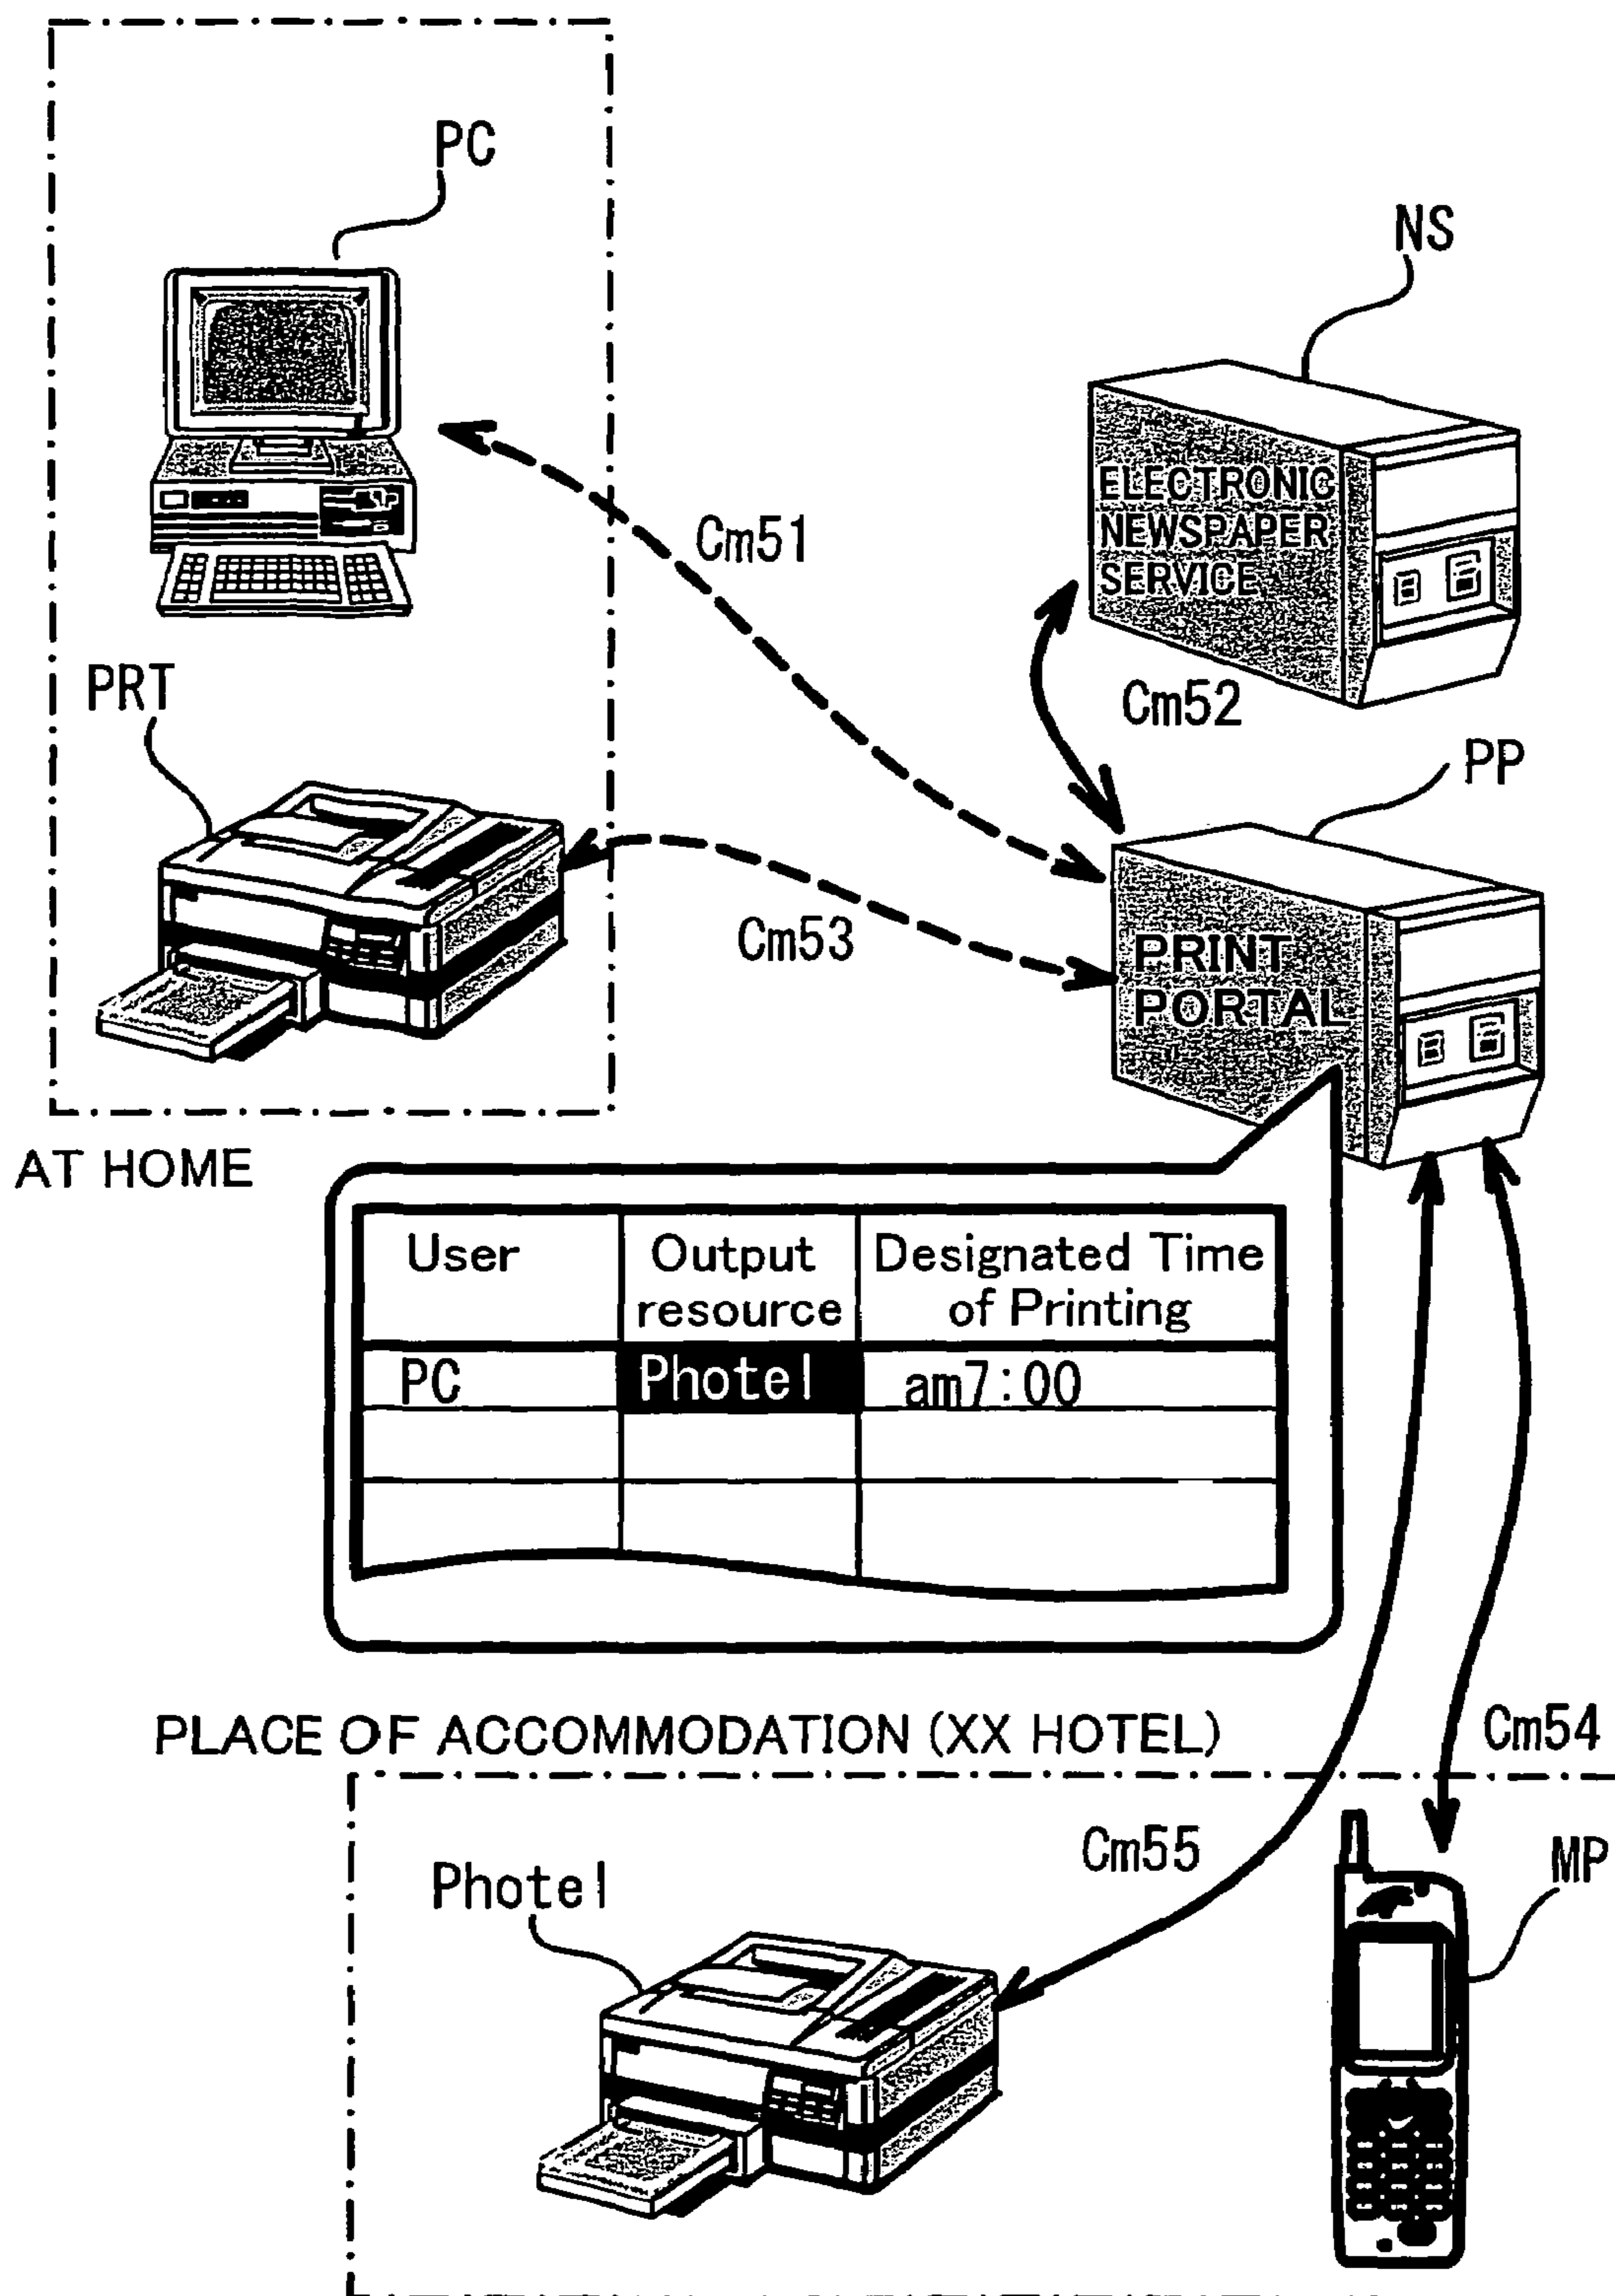 PC
NS
ELECTRONIC
NEWSPAPER
SERVICE
Cm51
PRT
Cm52
PP
Cm53
PRINT
PORTAL
AT HOME
User
Output
resource
Designated Time
of Printing
PC
Photel
am7:00
PLACE OF ACCOMMODATION (XX HOTEL)
Cm54
Cm55
MP
Photel